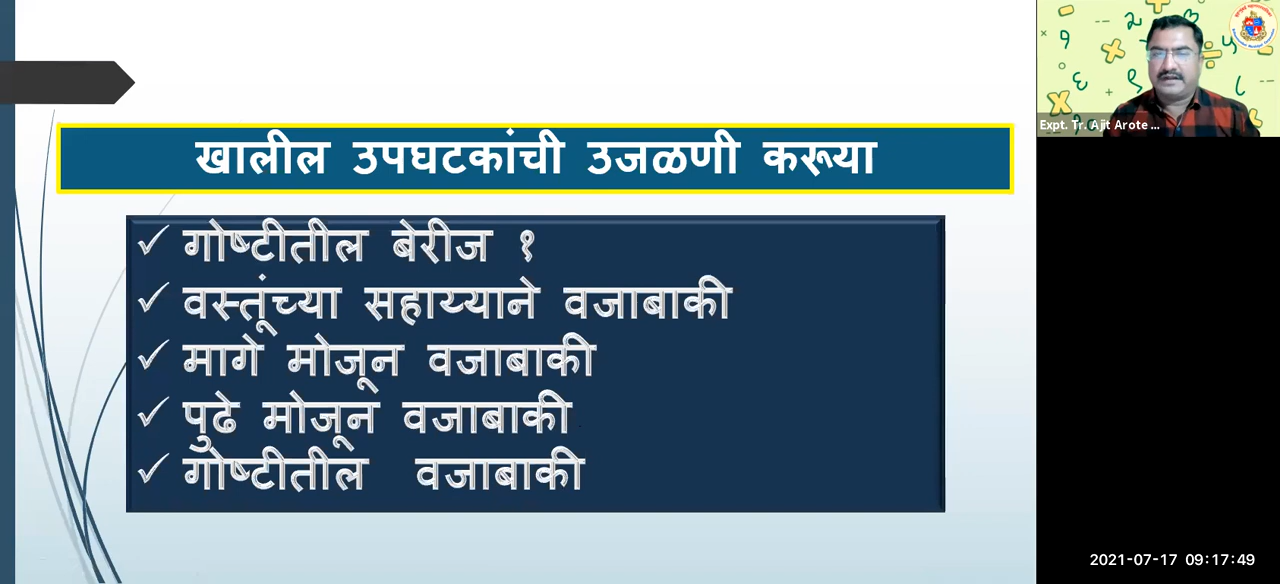 खालील उपघटकांची उजळणी करूया
✓ गोष्टीतील बेरीज १
✓ वस्तूंच्या सहाय्याने वजाबाकी
✓ मागे मोजून वजाबाकी
✓ पुढे मोजून वजाबाकी
✓ गोष्टीतील वजाबाकी
Expt. Tr. Ajit Arote ...
2021-07-17 09:17:49